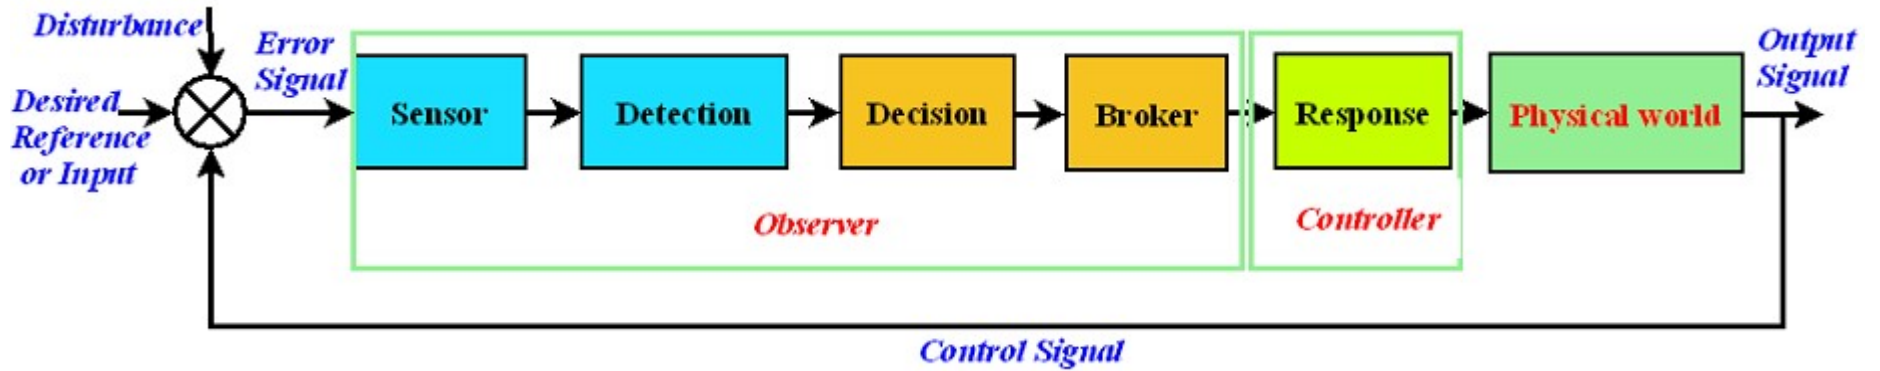 Disturbance
Error
Signal
Desired
Reference
or Input
Sensor
Detection
Decision
Broker
Response
Physical world
Output
Signal
Observer
Controller
Control Signal